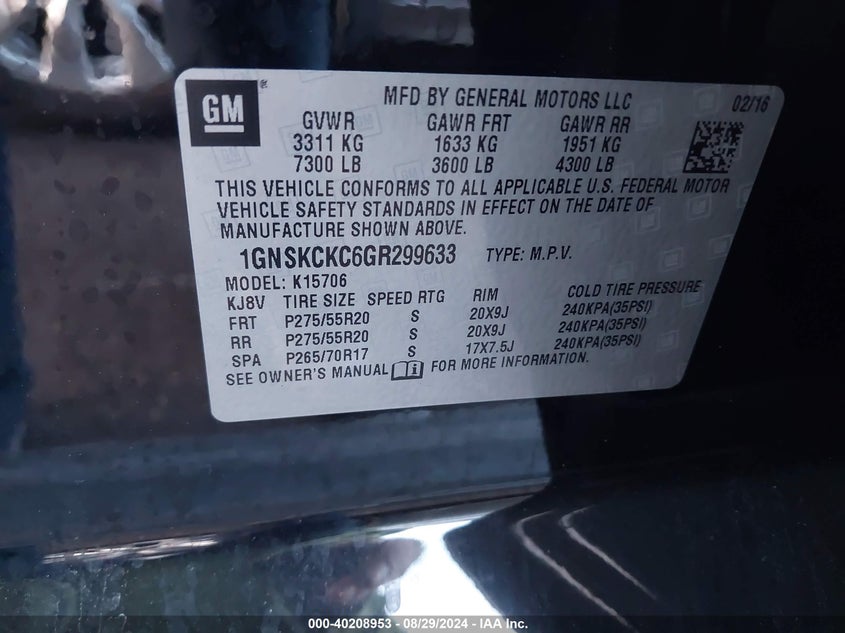 GM
MFD BY GENERAL MOTORS LLC 02/16
GVWR GAWR FRT GAWR RR
3311 KG 1633 KG 1951 KG
7300 LB 3600 LB 4300 LB
THIS VEHICLE CONFORMS TO ALL APPLICABLE U.S. FEDERAL MOTOR
VEHICLE SAFETY STANDARDS IN EFFECT ON THE DATE OF
MANUFACTURE SHOWN ABOVE.
1GNSKCKC6GR299633 TYPE: M.P.V.
MODEL: K15706
KJ8V TIRE SIZE SPEED RTG RIM COLD TIRE PRESSURE
FRT P275/55R20 S 20X9J 240KPA(35PSI)
RR P275/55R20 S 20X9J 240KPA(35PSI)
SPA P265/70R17 S 17X7.5J 240KPA(35PSI)
SEE OWNER'S MANUAL FOR MORE INFORMATION.
000-40208953 - 08/29/2024 - IAA Inc.